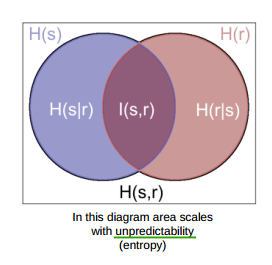 H(s) H(r)
H(s|r) I(s,r) H(r|s)
H(s,r)
In this diagram area scales
with unpredictability
(entropy)